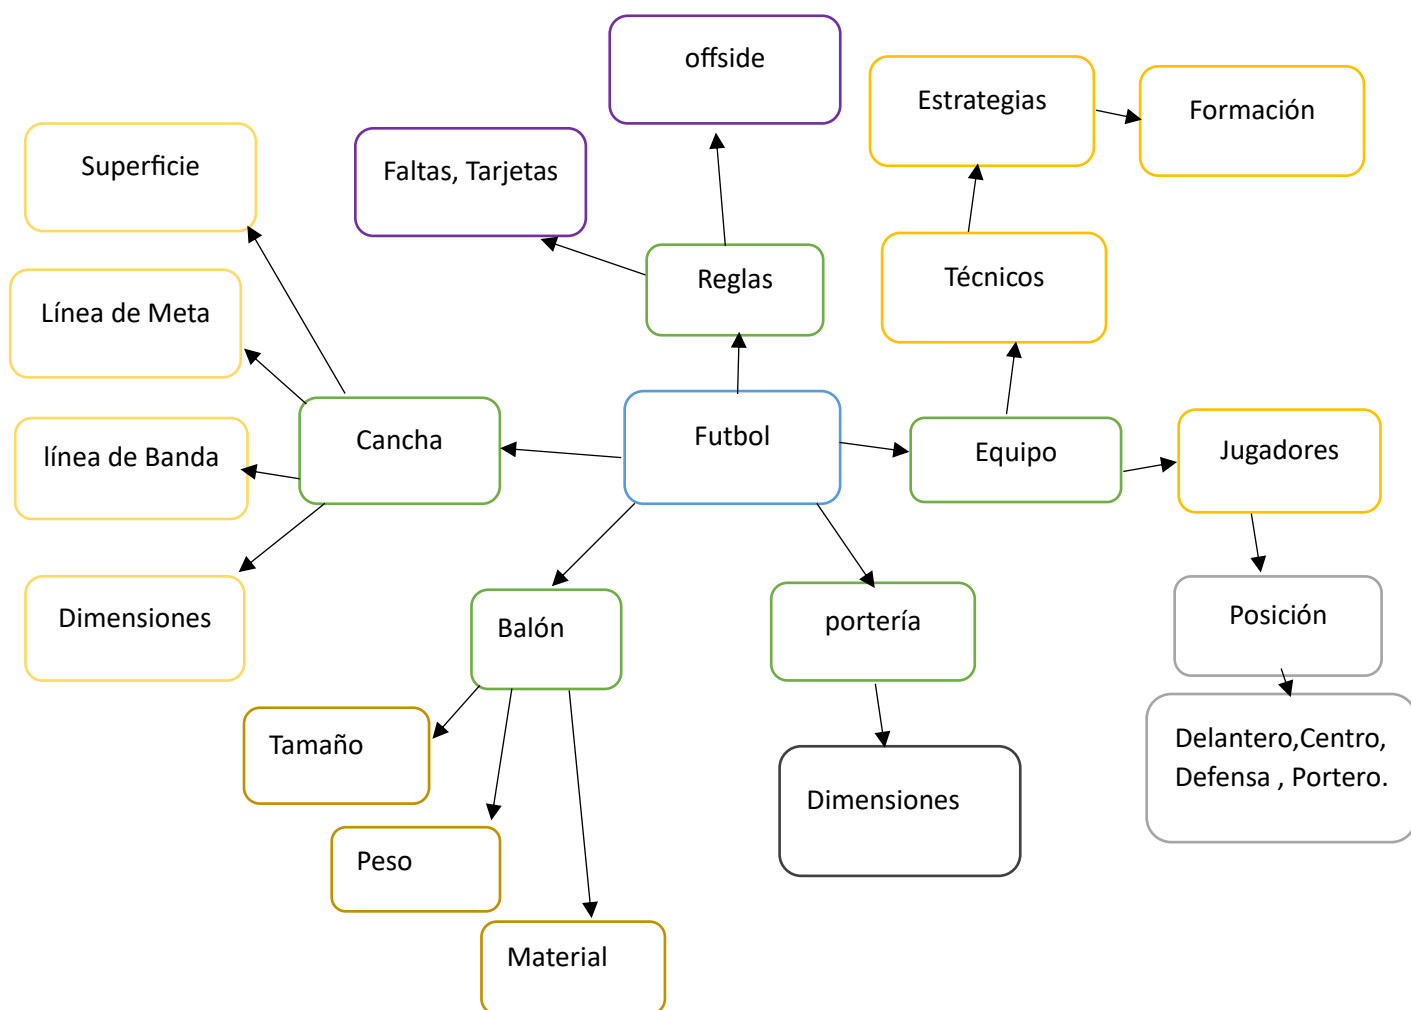 offside
Estrategias
Formación
Superficie
Faltas, Tarjetas
Reglas
Técnicos
Línea de Meta
Cancha
Futbol
Equipo
Jugadores
línea de Banda
Dimensiones
Balón
portería
Posición
Tamaño
Dimensiones
Delantero,Centro,
Defensa , Portero.
Peso
Material